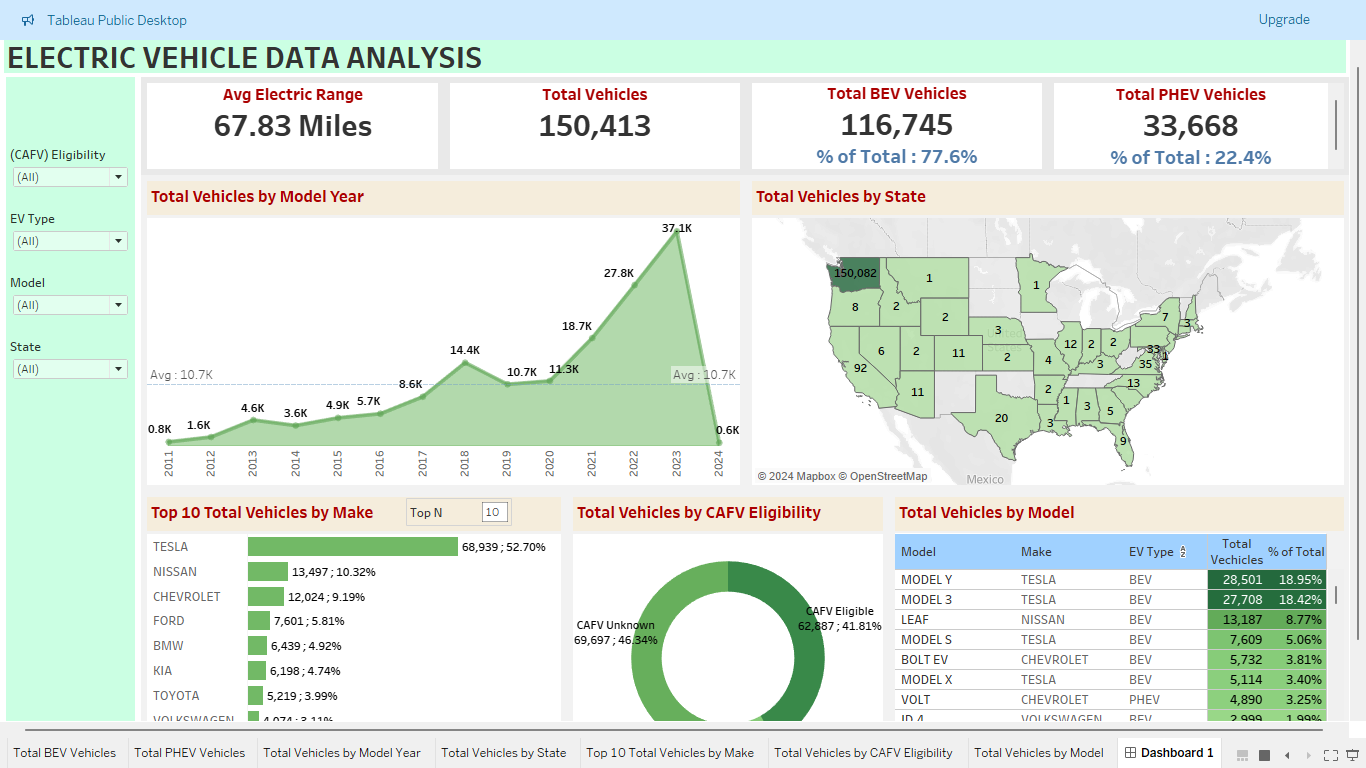 Tableau Public Desktop
Upgrade
ELECTRIC VEHICLE DATA ANALYSIS
(CAFV) Eligibility
(All)
EV Type
(All)
Model
(All)
State
(All)
Avg Electric Range
67.83 Miles
Total Vehicles
150,413
Total BEV Vehicles
116,745
% of Total : 77.6%
Total PHEV Vehicles
33,668
% of Total : 22.4%
Total Vehicles by Model Year
37.1K
27.8K
18.7K
14.4K
Avg : 10.7K
8.6K
10.7K
11.3K
Avg : 10.7K
4.6K
3.6K
4.9K
5.7K
0.8K
1.6K
0.6K
2011
2012
2013
2014
2015
2016
2017
2018
2019
2020
2021
2022
2023
2024
Total Vehicles by State
150,082
1
1
8
2
2
3
7
3
United
6
2
11
2
12
2
2
33
1
92
4
3
35
11
2
13
20
1
3
5
3
9
© 2024 Mapbox © OpenStreetMap
Mexico
Top 10 Total Vehicles by Make
Top N
10
TESLA
68,939 ; 52.70%
NISSAN
13,497 ; 10.32%
CHEVROLET
12,024 ; 9.19%
FORD
7,601 ; 5.81%
BMW
6,439 ; 4.92%
KIA
6,198 ; 4.74%
TOYOTA
5,219 ; 3.99%
VOLKSWAGEN
4,074 ; 3.11%
Total Vehicles by CAFV Eligibility
CAFV Unknown
69,697 ; 46.34%
CAFV Eligible
62,887 ; 41.81%
Total Vehicles by Model
Model Make EV Type Total Vechicles % of Total
MODEL Y TESLA BEV 28,501 18.95%
MODEL 3 TESLA BEV 27,708 18.42%
LEAF NISSAN BEV 13,187 8.77%
MODEL S TESLA BEV 7,609 5.06%
BOLT EV CHEVROLET BEV 5,732 3.81%
MODEL X TESLA BEV 5,114 3.40%
VOLT CHEVROLET PHEV 4,890 3.25%
ID.4 VOLKSWAGEN BEV 2,999 1.99%
Total BEV Vehicles
Total PHEV Vehicles
Total Vehicles by Model Year
Total Vehicles by State
Top 10 Total Vehicles by Make
Total Vehicles by CAFV Eligibility
Total Vehicles by Model
Dashboard 1